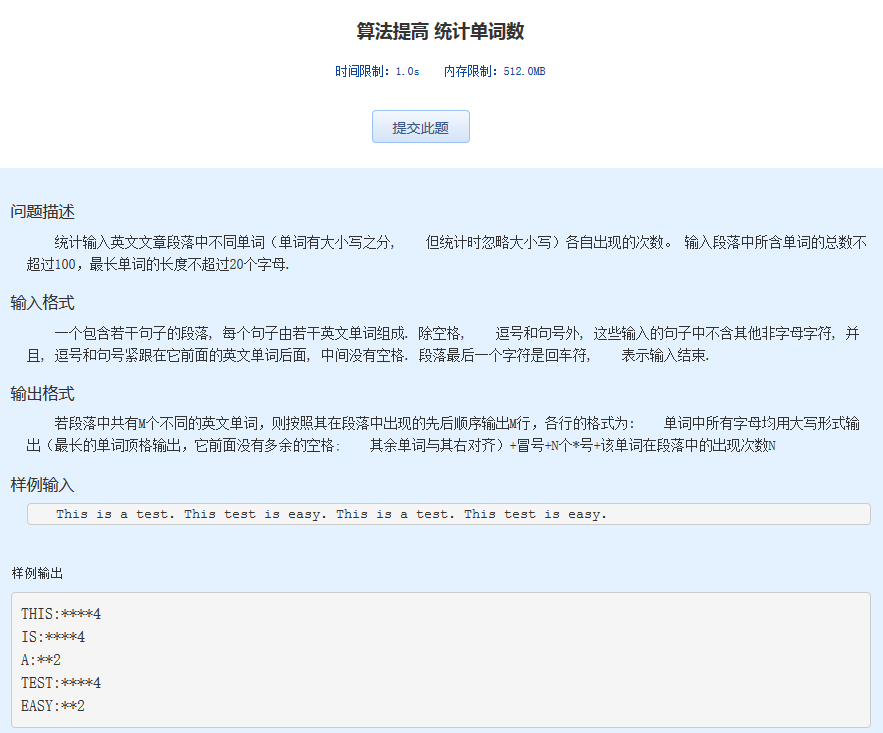 算法提高 统计单词数
时间限制：1.0s 内存限制：512.0MB
提交此题
问题描述
统计输入英文文章段落中不同单词（单词有大小写之分, 但统计时忽略大小写）各自出现的次数。 输入段落中所含单词的总数不
超过100，最长单词的长度不超过20个字母.
输入格式
一个包含若干句子的段落, 每个句子由若干英文单词组成. 除空格, 逗号和句号外, 这些输入的句子中不含其他非字母字符, 并
且, 逗号和句号紧跟在它前面的英文单词后面, 中间没有空格. 段落最后一个字符是回车符, 表示输入结束.
输出格式
若段落中共有M个不同的英文单词，则按照其在段落中出现的先后顺序输出M行，各行的格式为: 单词中所有字母均用大写形式输
出（最长的单词顶格输出，它前面没有多余的空格; 其余单词与其右对齐）+冒号+N个*号+该单词在段落中的出现次数N
样例输入
This is a test. This test is easy. This is a test. This test is easy.
样例输出
THIS:****4
IS:****4
A:**2
TEST:****4
EASY:**2